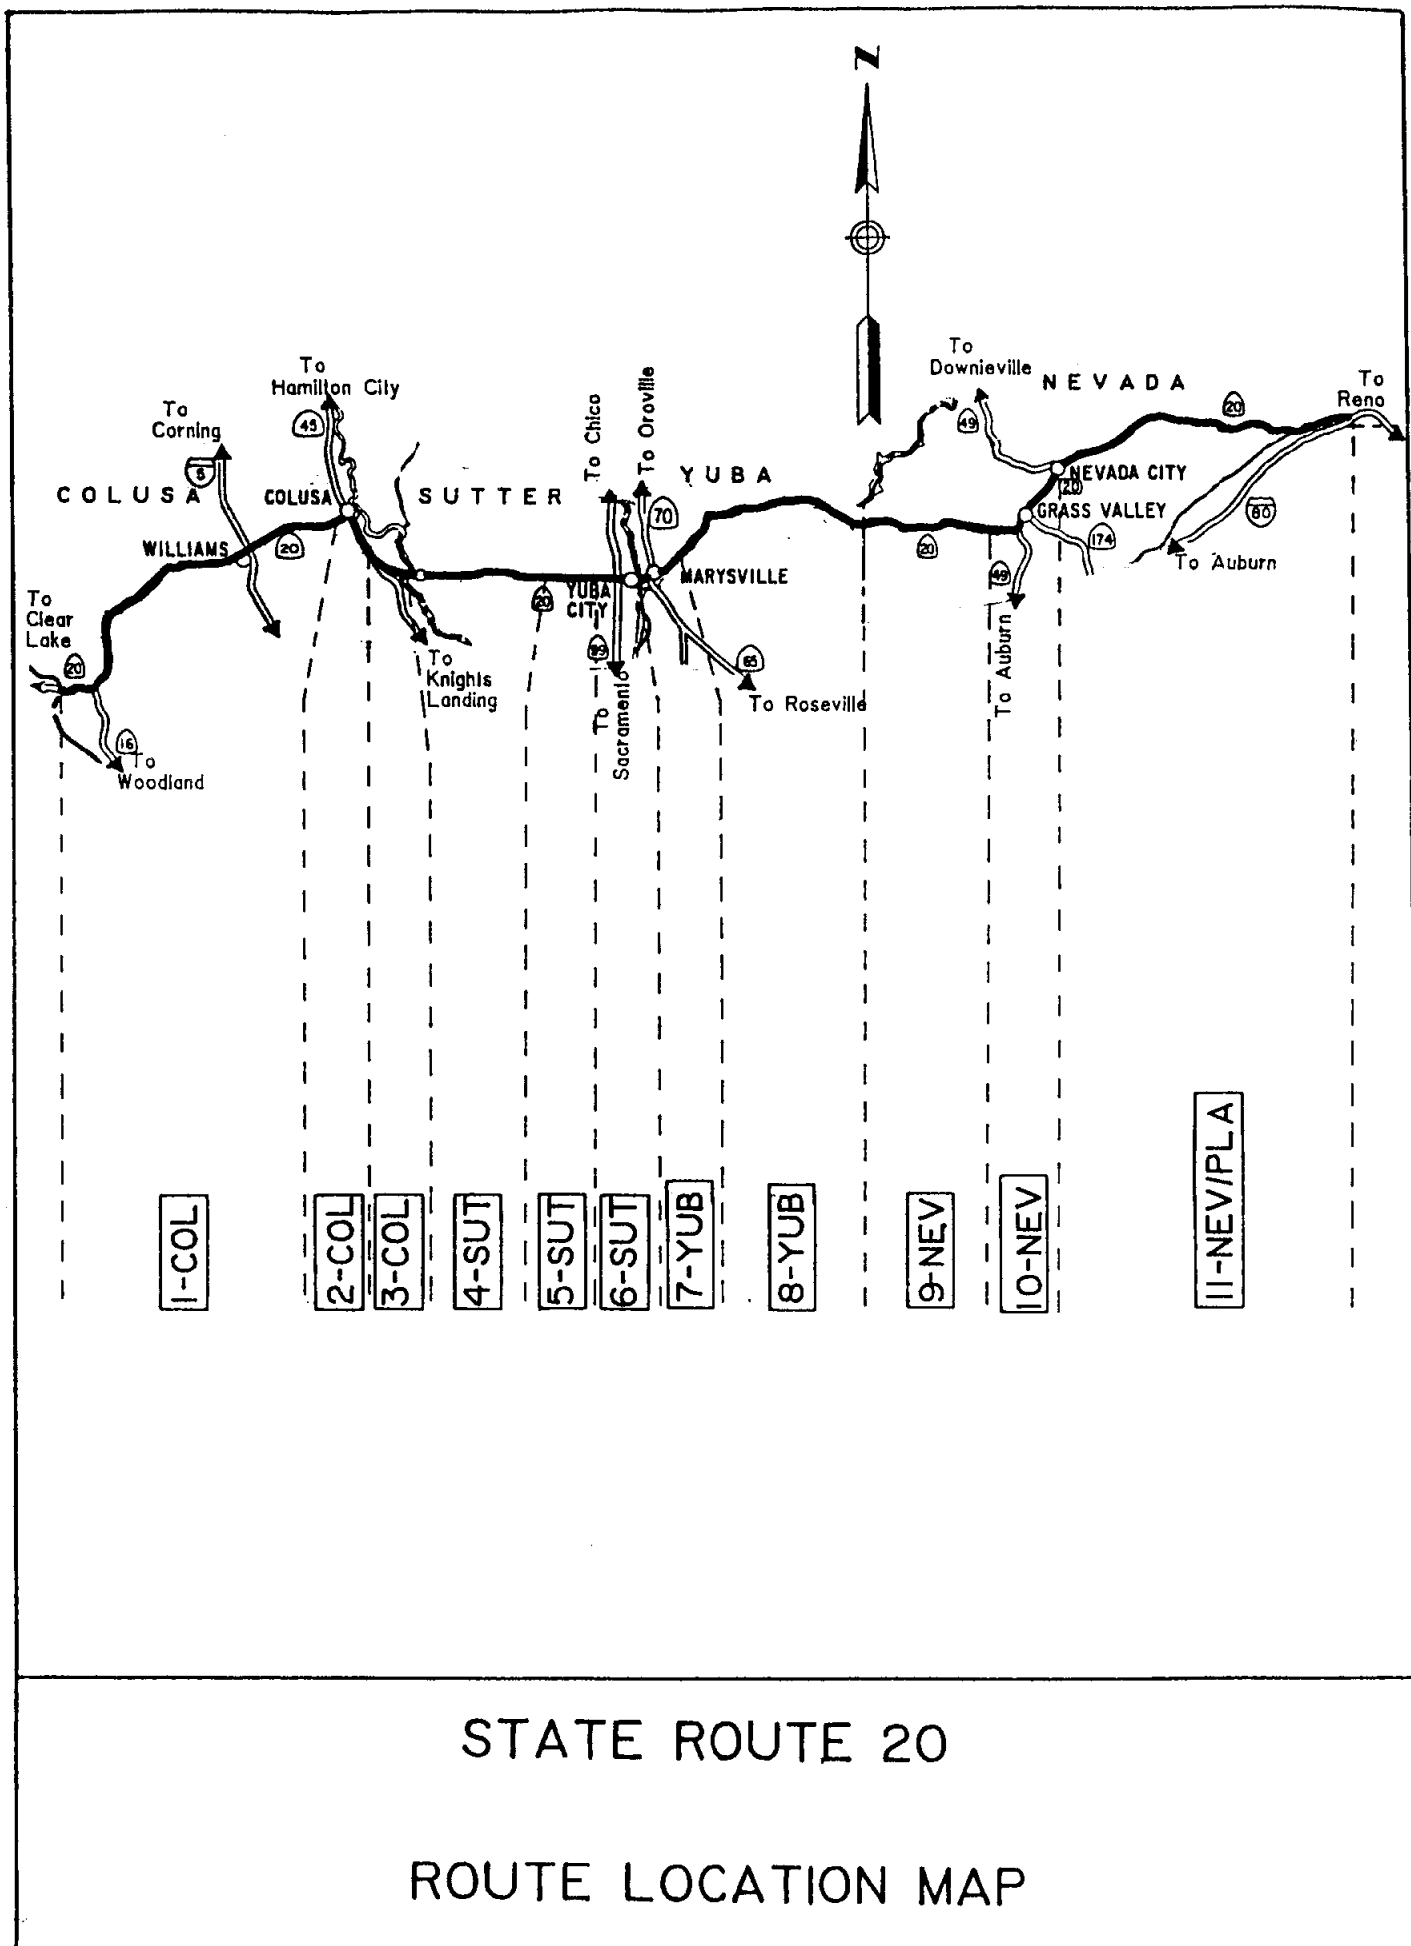 N
To
Hamilton City
To
Corning
45
5
COLUSA
COLUSA
SUTTER
WILLIAMS
20
To
Clear
Lake
20
16
To
Woodland
To
Knights
Landing
To Chico
To Oroville
YUBA
70
MARYSVILLE
YUBA
CITY
20
99
To
Sacramento
65
To Roseville
To
Downieville
49
NEVADA
20
To
Reno
NEVADA CITY
20
GRASS VALLEY
80
174
20
49
To Auburn
To Auburn
1-COL
2-COL
3-COL
4-SUT
5-SUT
6-SUT
7-YUB
8-YUB
9-NEV
10-NEV
11-NEV/PLA
STATE ROUTE 20
ROUTE LOCATION MAP